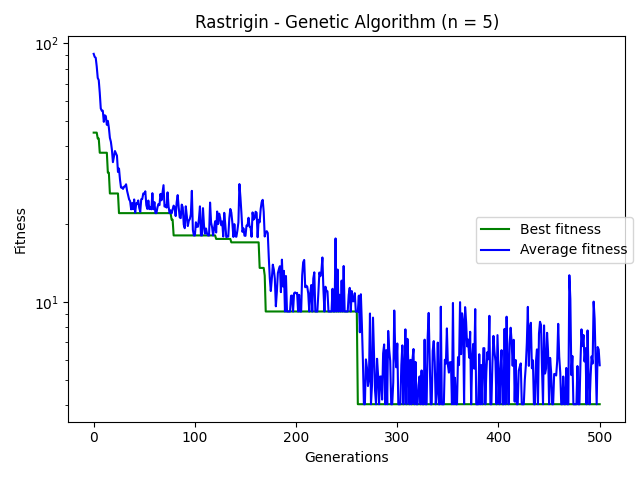 Rastrigin - Genetic Algorithm (n = 5)
10²
Fitness
Best fitness
Average fitness
10¹
0 100 200 300 400 500
Generations